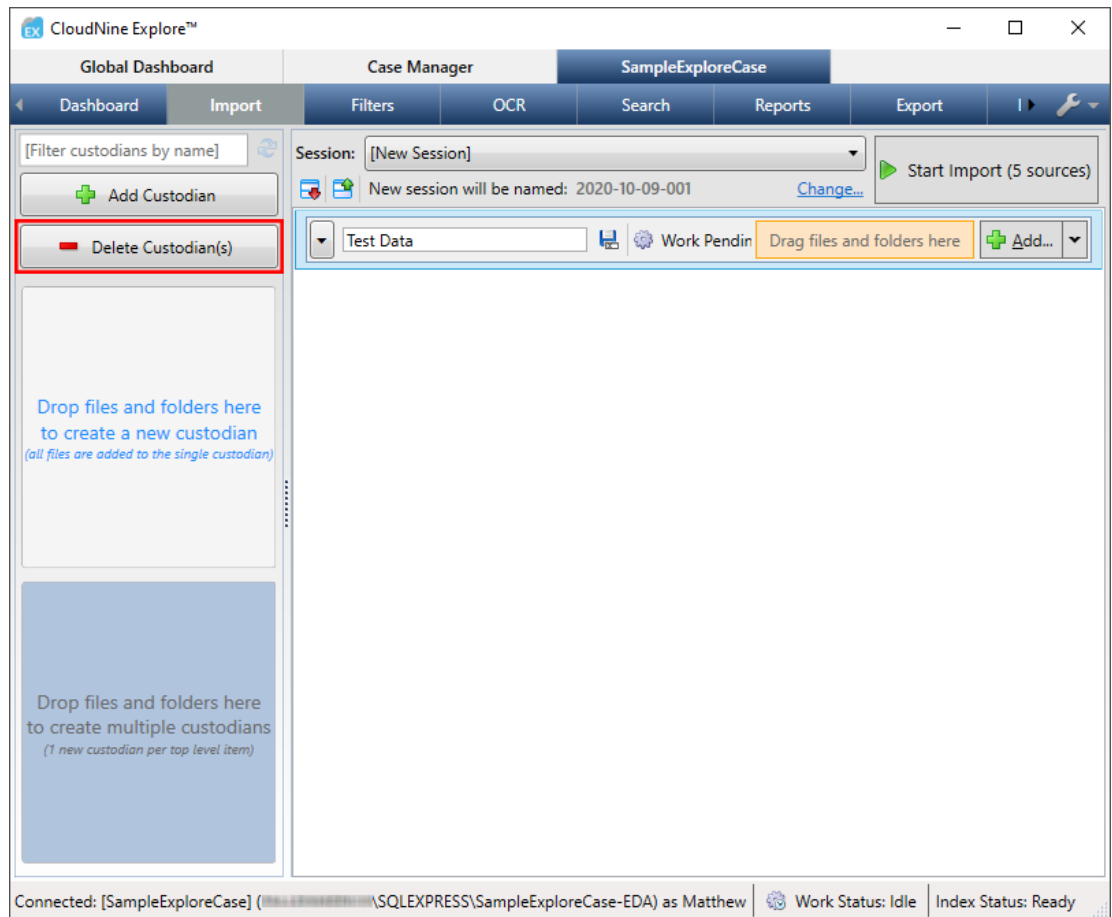 EX CloudNine Explore™
Global Dashboard Case Manager SampleExploreCase
Dashboard Import Filters OCR Search Reports Export
[Filter custodians by name]
Session: [New Session]
Start Import (5 sources)
New session will be named: 2020-10-09-001 Change...
Add Custodian
Delete Custodian(s)
Test Data Work Pendin Drag files and folders here Add...
Drop files and folders here
to create a new custodian
(all files are added to the single custodian)
Drop files and folders here
to create multiple custodians
(1 new custodian per top level item)
Connected: [SampleExploreCase] ( \SQLEXPRESS\SampleExploreCase-EDA) as Matthew Work Status: Idle Index Status: Ready